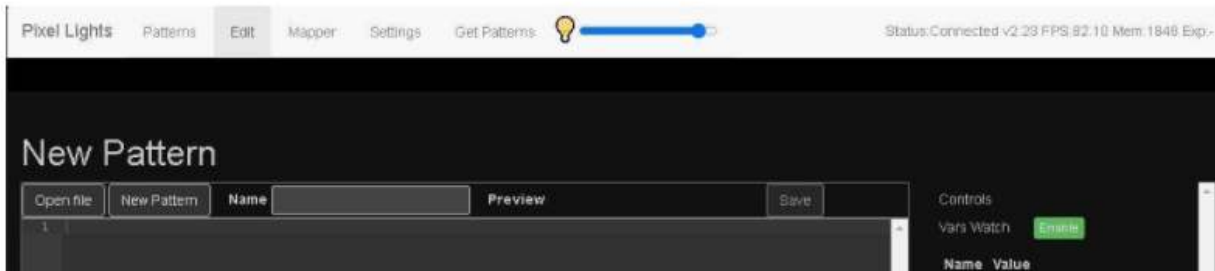 Pixel Lights Patterns Edit Mapper Settings Get Patterns Status:Connected v2.23 FPS:82.10 Mem:1846 Exp:-
New Pattern
Open file New Pattern Name Preview Save Controls
1
Vars Watch Enable
Name Value